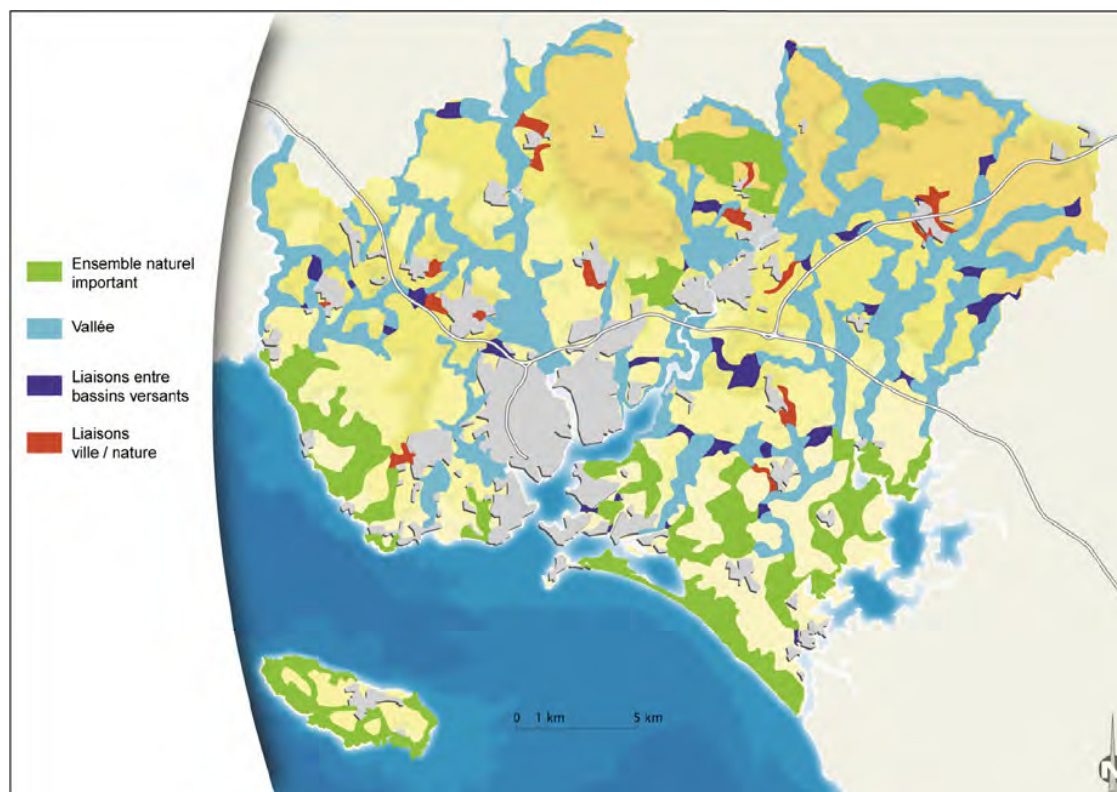 Ensemble naturel
important
Vallée
Liaisons entre
bassins versants
Liaisons
ville / nature
0 1 km 5 km
N